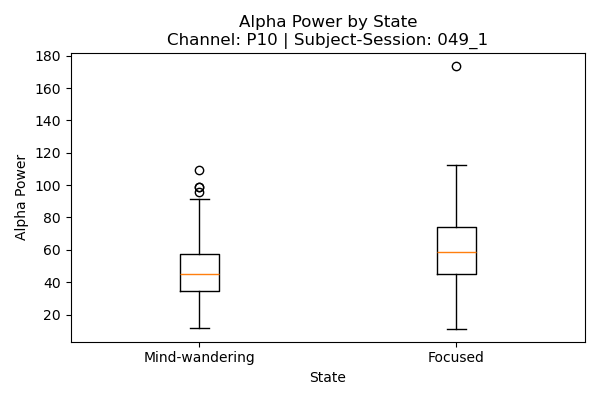 Alpha Power by State
Channel: P10 | Subject-Session: 049_1
180
160
140
120
100
80
60
40
20
Alpha Power
Mind-wandering
Focused
State